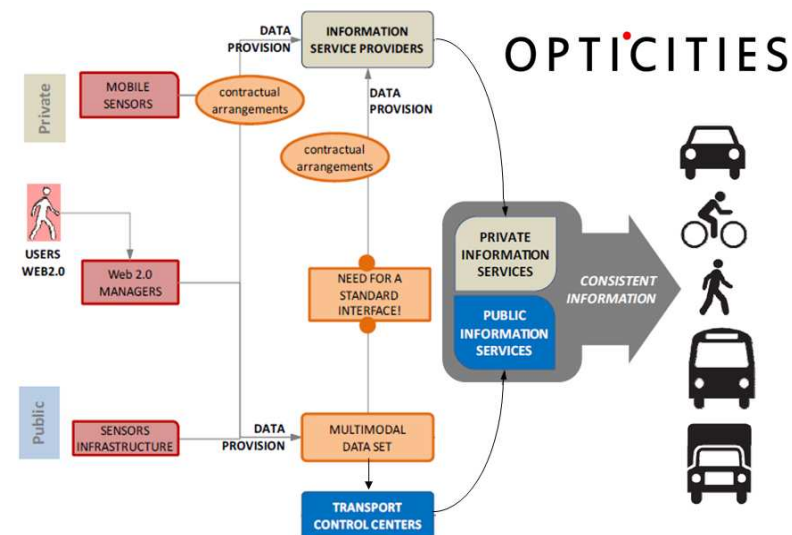 OPTICITIES
DATA
PROVISION
INFORMATION
SERVICE PROVIDERS
Private
MOBILE
SENSORS
contractual
arrangements
DATA
PROVISION
contractual
arrangements
USERS
WEB2.0
Web 2.0
MANAGERS
NEED FOR A
STANDARD
INTERFACE!
PRIVATE
INFORMATION
SERVICES
PUBLIC
INFORMATION
SERVICES
CONSISTENT
INFORMATION
Public
SENSORS
INFRASTRUCTURE
DATA
PROVISION
MULTIMODAL
DATA SET
TRANSPORT
CONTROL CENTERS